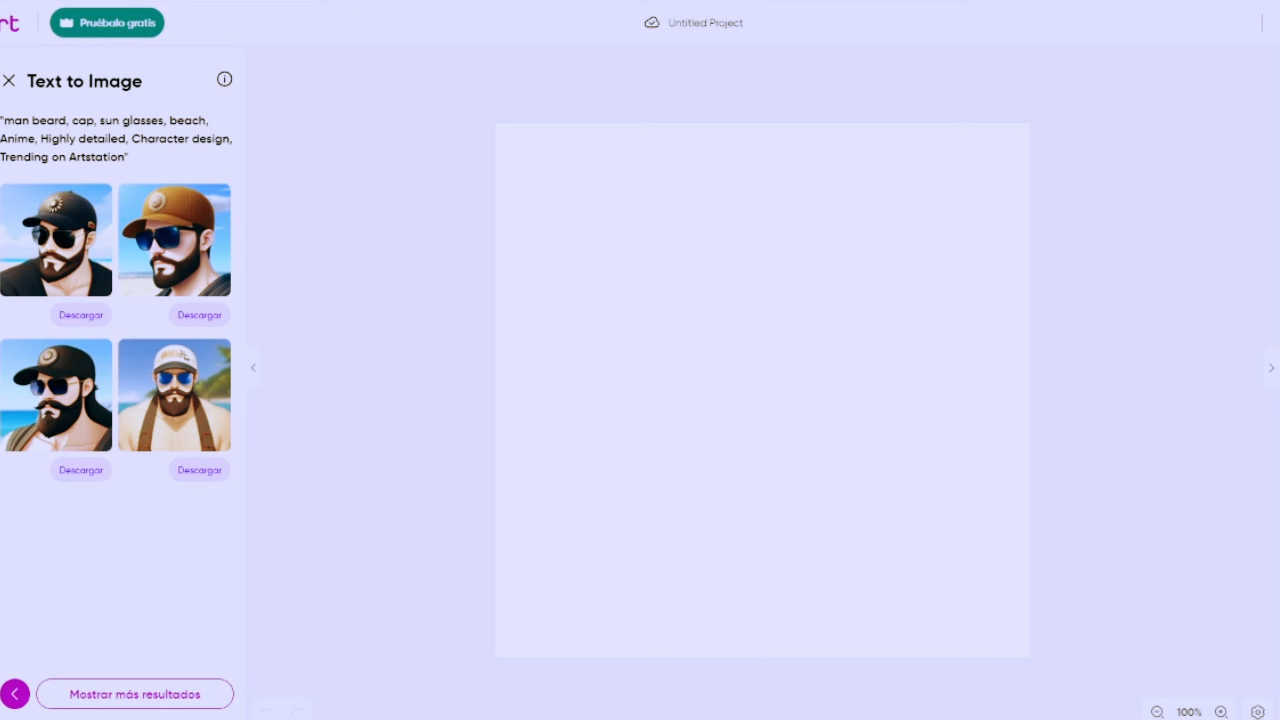 rt
Pruébalo gratis
Untitled Project
Text to Image
"man beard, cap, sun glasses, beach,
Anime, Highly detailed, Character design,
Trending on Artstation"
Descargar
Descargar
Descargar
Descargar
Mostrar más resultados
100%